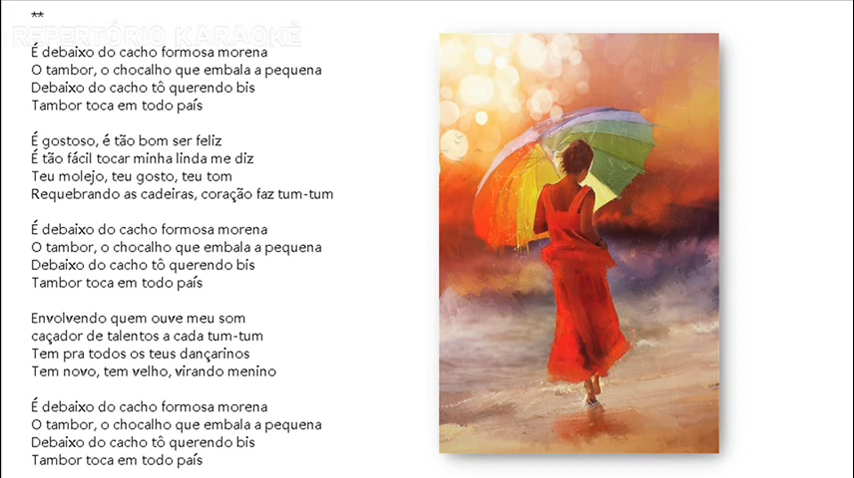 **
REPERTÓRIO KARAOKÊ
É debaixo do cacho formosa morena
O tambor, o chocalho que embala a pequena
Debaixo do cacho tô querendo bis
Tambor toca em todo país
É gostoso, é tão bom ser feliz
É tão fácil tocar minha linda me diz
Teu molejo, teu gosto, teu tom
Requebrando as cadeiras, coração faz tum-tum
É debaixo do cacho formosa morena
O tambor, o chocalho que embala a pequena
Debaixo do cacho tô querendo bis
Tambor toca em todo país
Envolvendo quem ouve meu som
caçador de talentos a cada tum-tum
Tem pra todos os teus dançarinos
Tem novo, tem velho, virando menino
É debaixo do cacho formosa morena
O tambor, o chocalho que embala a pequena
Debaixo do cacho tô querendo bis
Tambor toca em todo país